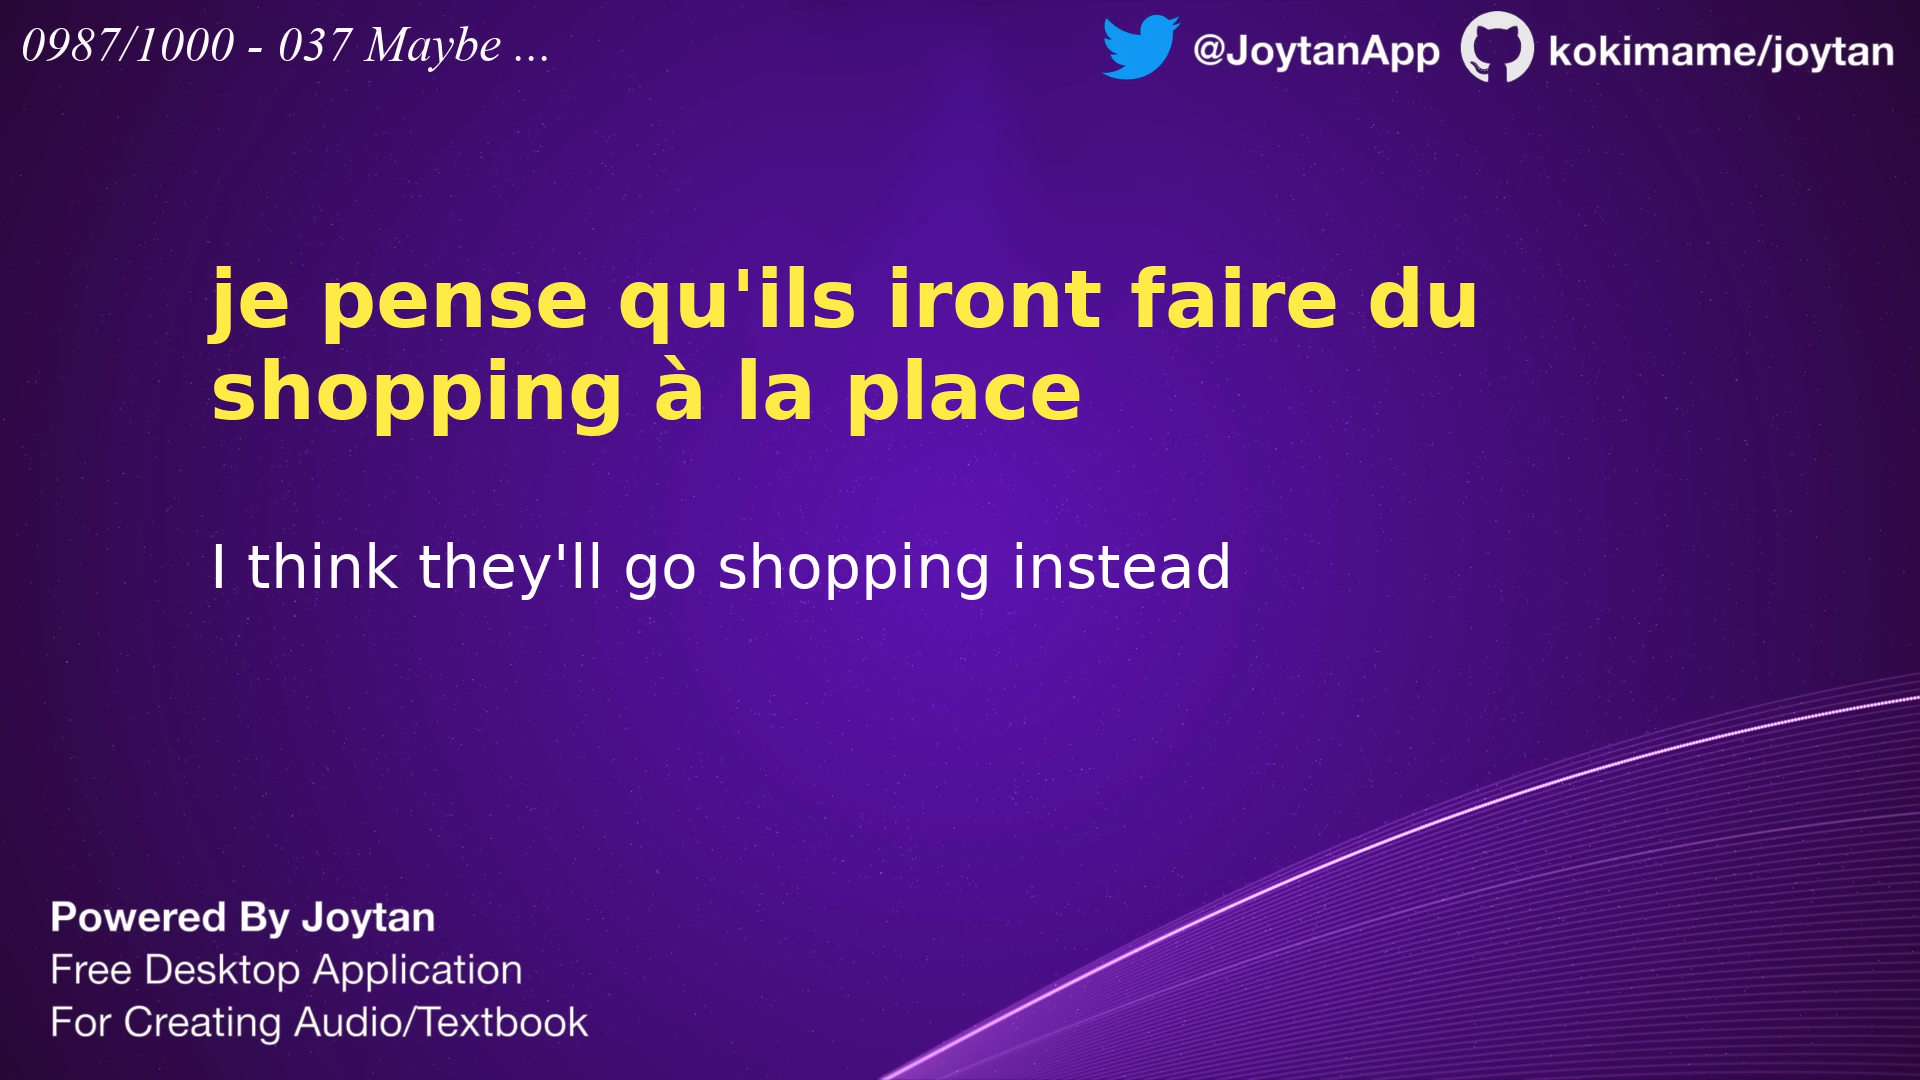 0987/1000 - 037 Maybe ...
@JoytanApp kokimame/joytan
je pense qu'ils iront faire du
shopping à la place
I think they'll go shopping instead
Powered By Joytan
Free Desktop Application
For Creating Audio/Textbook